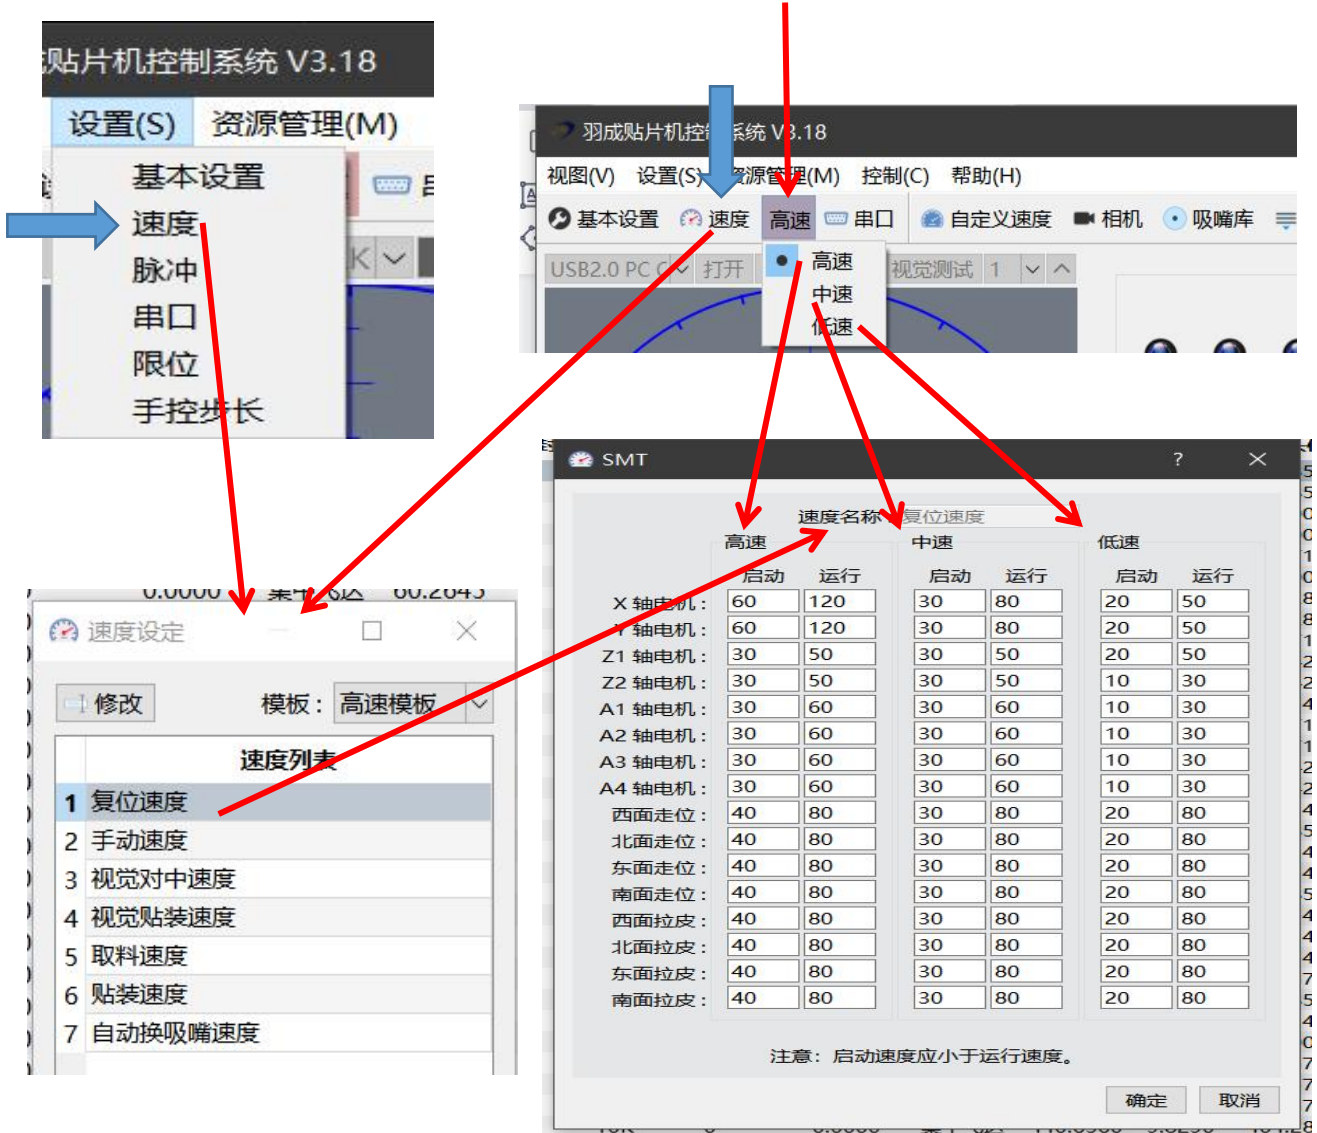 贴片机控制系统 V3.18
设置(S) 资源管理(M)
基本设置
速度
脉冲
串口
限位
手控步长
羽成贴片机控 系统 V3.18
视图(V) 设置(S) 资源管理(M) 控制(C) 帮助(H)
基本设置 速度 高速 串口 自定义速度 相机 吸嘴库
USB2.0 PC C 打开 视觉测试 1
高速
中速
低速
0.0000 集中飞达 60.2645
速度设定
修改 模板： 高速模板
速度列表
1 复位速度
2 手动速度
3 视觉对中速度
4 视觉贴装速度
5 取料速度
6 贴装速度
7 自动换吸嘴速度
SMT ?
速度名称 复位速度
高速 中速 低速
启动 运行 启动 运行 启动 运行
X 轴电机： 60 120 30 80 20 50
Y 轴电机： 60 120 30 80 20 50
Z1 轴电机： 30 50 30 50 20 50
Z2 轴电机： 30 50 30 50 10 30
A1 轴电机： 30 60 30 60 10 30
A2 轴电机： 30 60 30 60 10 30
A3 轴电机： 30 60 30 60 10 30
A4 轴电机： 30 60 30 60 10 30
西面走位： 40 80 30 80 20 80
北面走位： 40 80 30 80 20 80
东面走位： 40 80 30 80 20 80
南面走位： 40 80 30 80 20 80
西面拉皮： 40 80 30 80 20 80
北面拉皮： 40 80 30 80 20 80
东面拉皮： 40 80 30 80 20 80
南面拉皮： 40 80 30 80 20 80
注意：启动速度应小于运行速度。
确定 取消